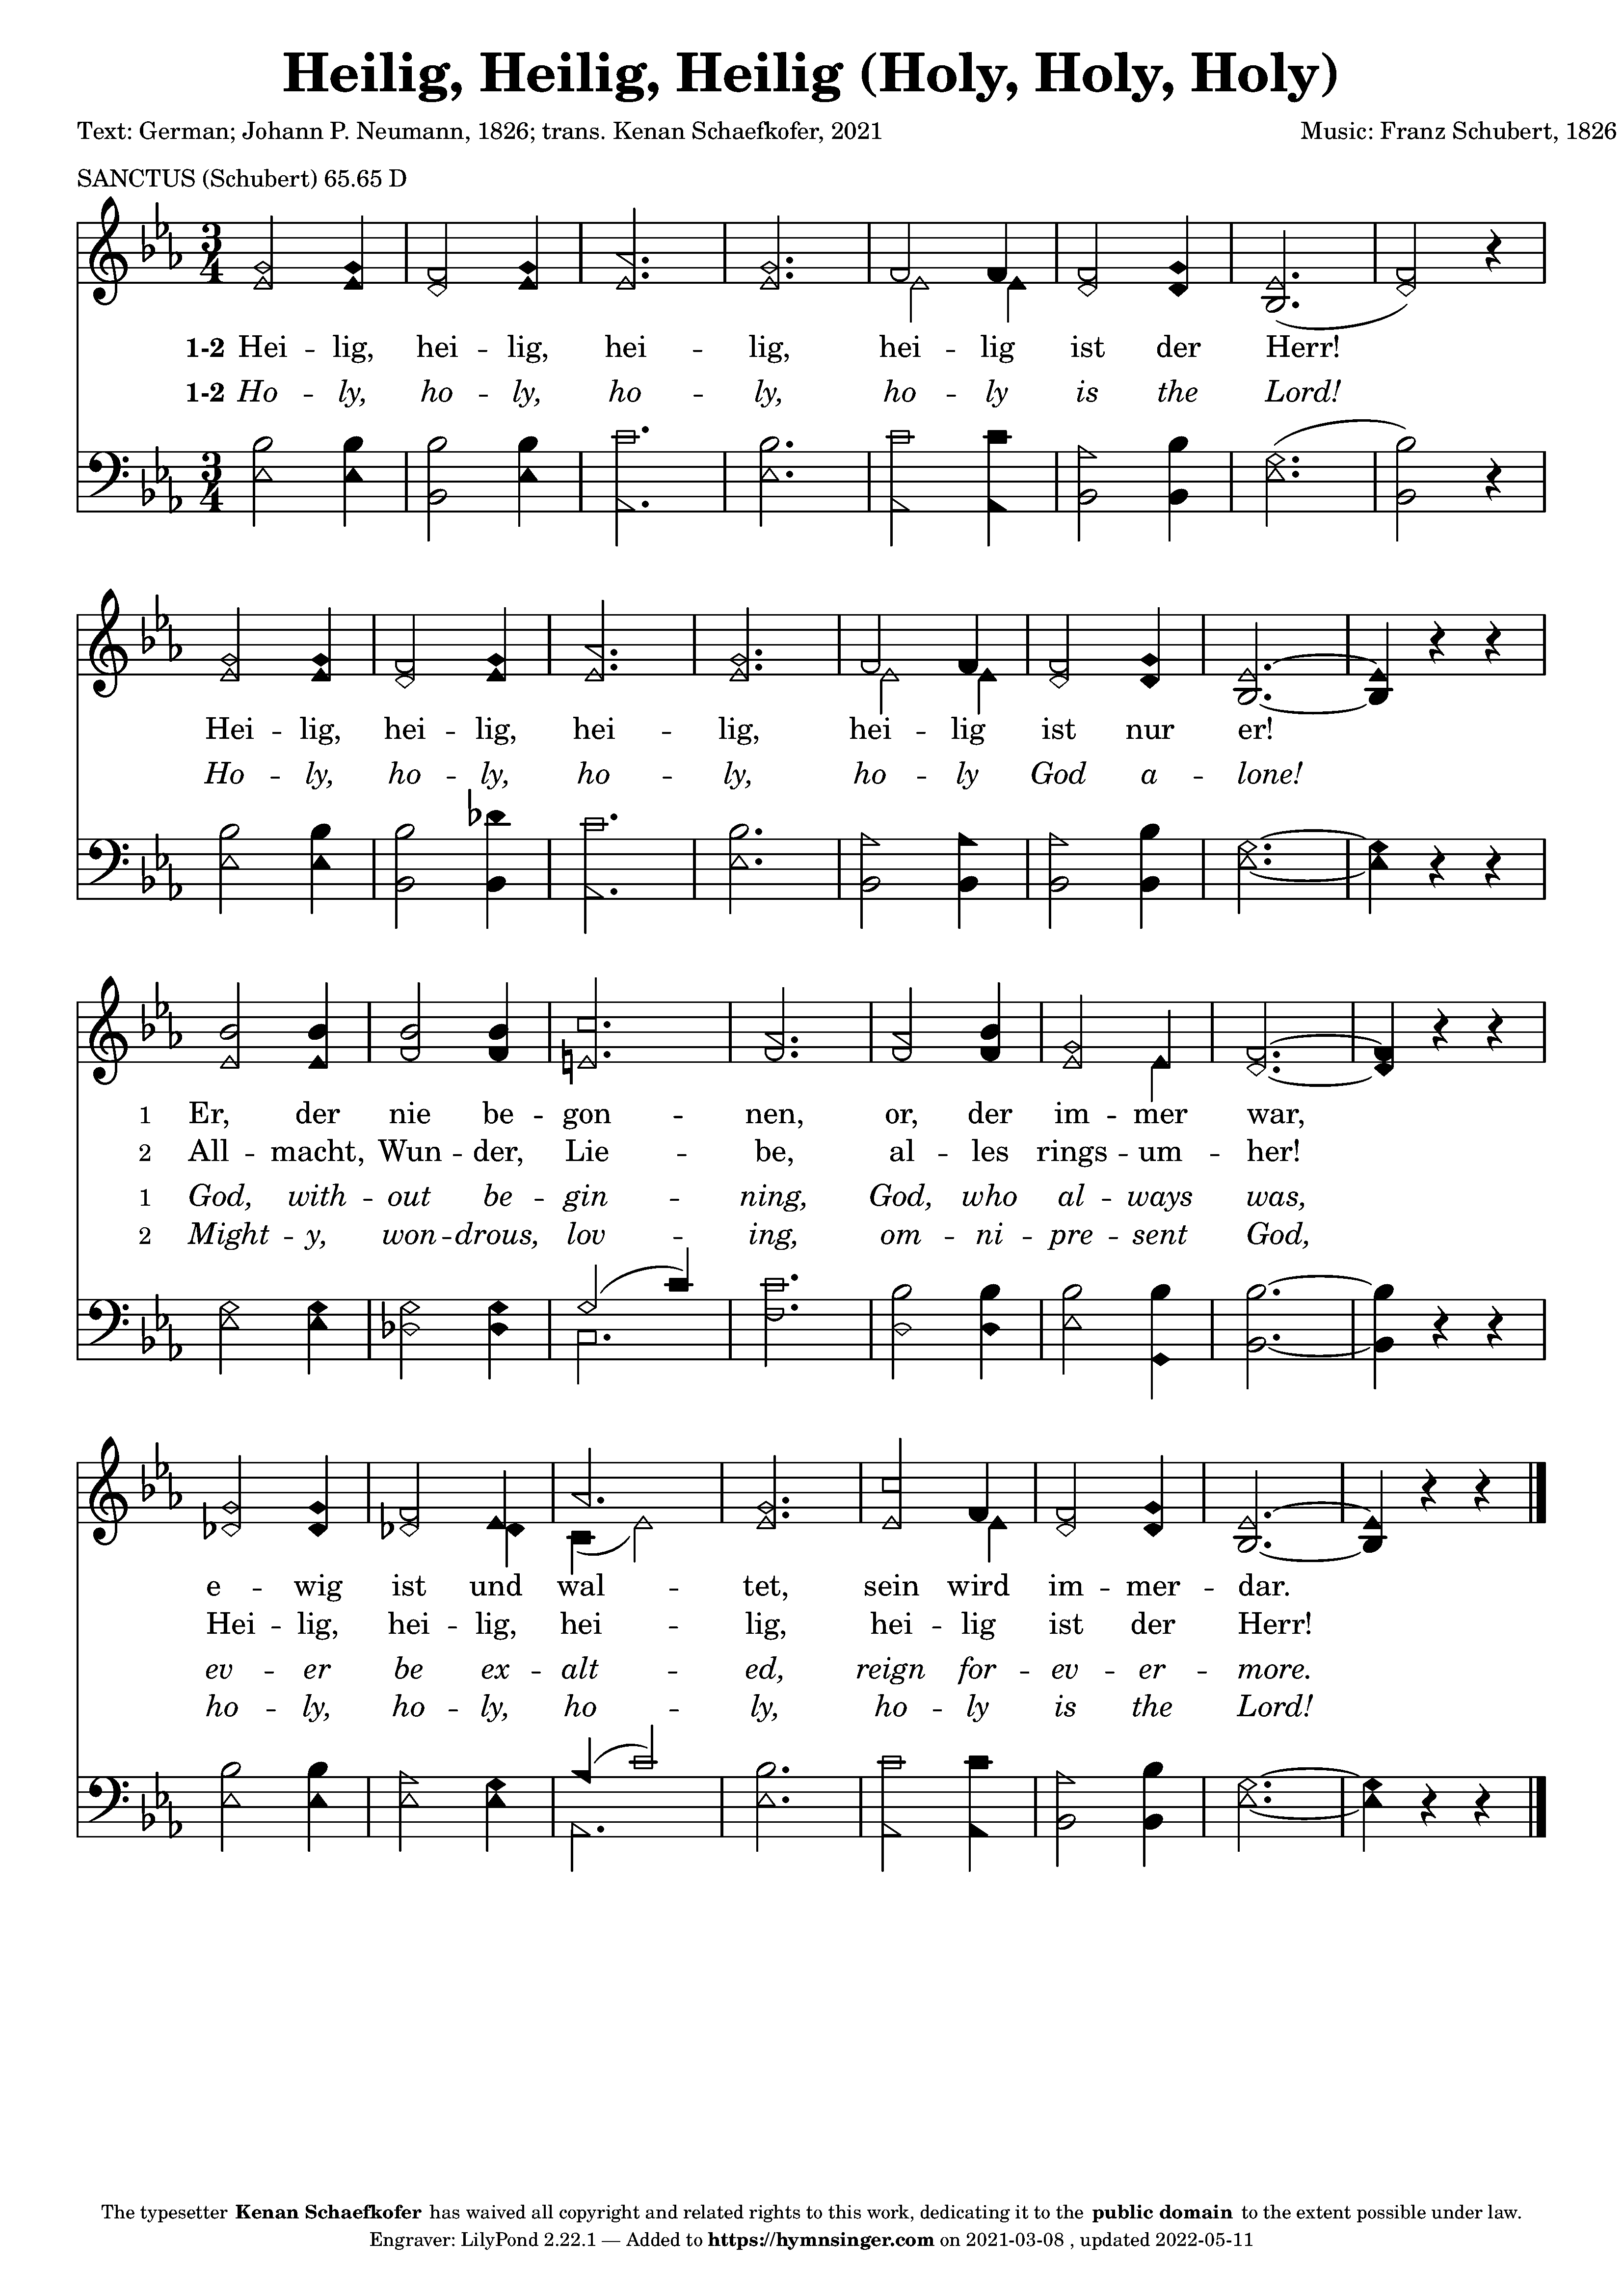 Heilig, Heilig, Heilig (Holy, Holy, Holy)
Text: German; Johann P. Neumann, 1826; trans. Kenan Schaefkofer, 2021
Music: Franz Schubert, 1826
SANCTUS (Schubert) 65.65 D
3 4
1-2 Hei - lig, hei - lig, hei - lig, hei - lig ist der Herr!
1-2 Ho - ly, ho - ly, ho - ly, ho - ly is the Lord!
3 4
Hei - lig, hei - lig, hei - lig, hei - lig ist nur er!
Ho - ly, ho - ly, ho - ly, ho - ly God a - lone!
1 Er, der nie be - gon - nen, or, der im - mer war,
2 All - macht, Wun - der, Lie - be, al - les rings - um - her!
1 God, with - out be - gin - ning, God, who al - ways was,
2 Might - y, won - drous, lov - ing, om - ni - pre - sent God,
e - wig ist und wal - tet, sein wird im - mer - dar.
Hei - lig, hei - lig, hei - lig, hei - lig ist der Herr!
ev - er be ex - alt - ed, reign for - ev - er - more.
ho - ly, ho - ly, ho - ly, ho - ly is the Lord!
The typesetter Kenan Schaefkofer has waived all copyright and related rights to this work, dedicating it to the public domain to the extent possible under law.
Engraver: LilyPond 2.22.1 — Added to https://hymnsinger.com on 2021-03-08 , updated 2022-05-11